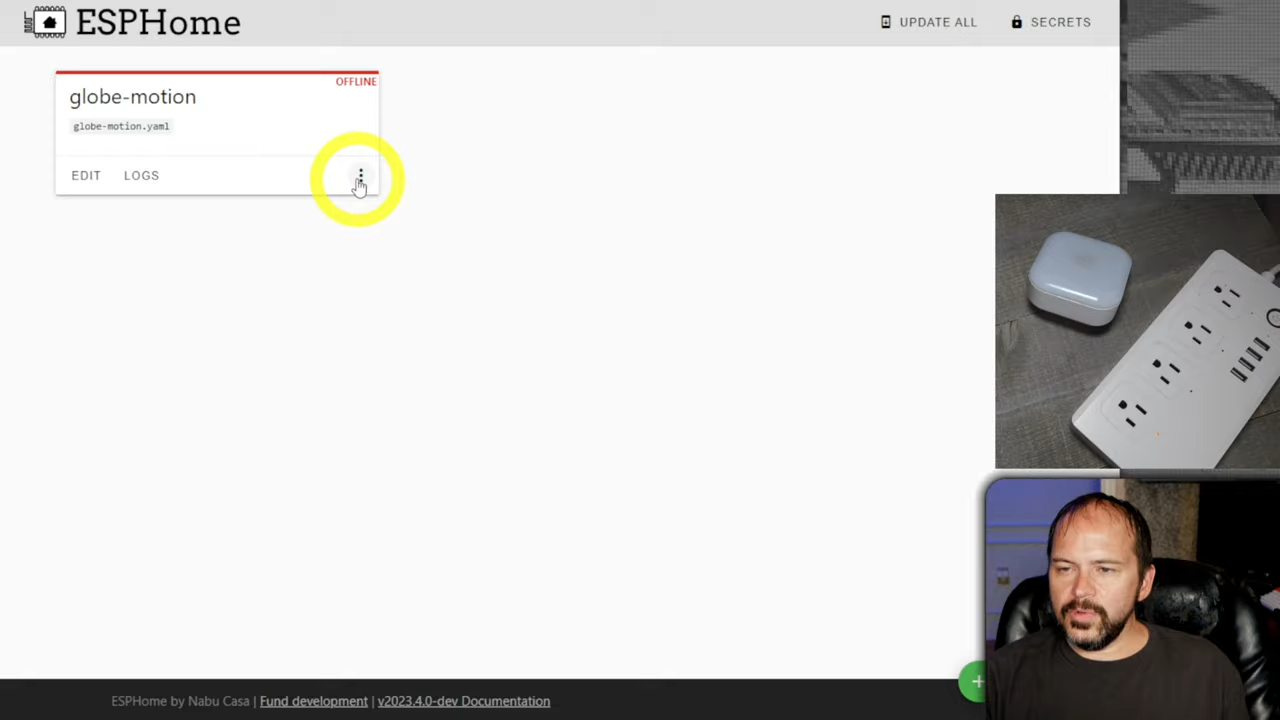 ESPHome
UPDATE ALL
SECRETS
OFFLINE
globe-motion
globe-motion.yaml
EDIT
LOGS
ESPHome by Nabu Casa | Fund development | v2023.4.0-dev Documentation